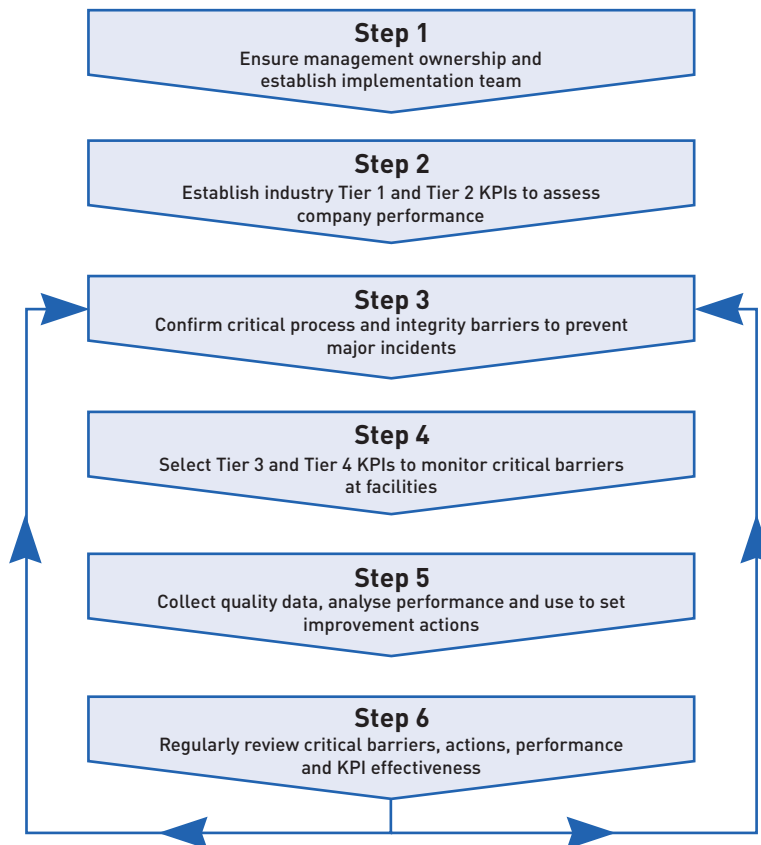 Step 1
Ensure management ownership and
establish implementation team
Step 2
Establish industry Tier 1 and Tier 2 KPIs to assess
company performance
Step 3
Confirm critical process and integrity barriers to prevent
major incidents
Step 4
Select Tier 3 and Tier 4 KPIs to monitor critical barriers
at facilities
Step 5
Collect quality data, analyse performance and use to set
improvement actions
Step 6
Regularly review critical barriers, actions, performance
and KPI effectiveness